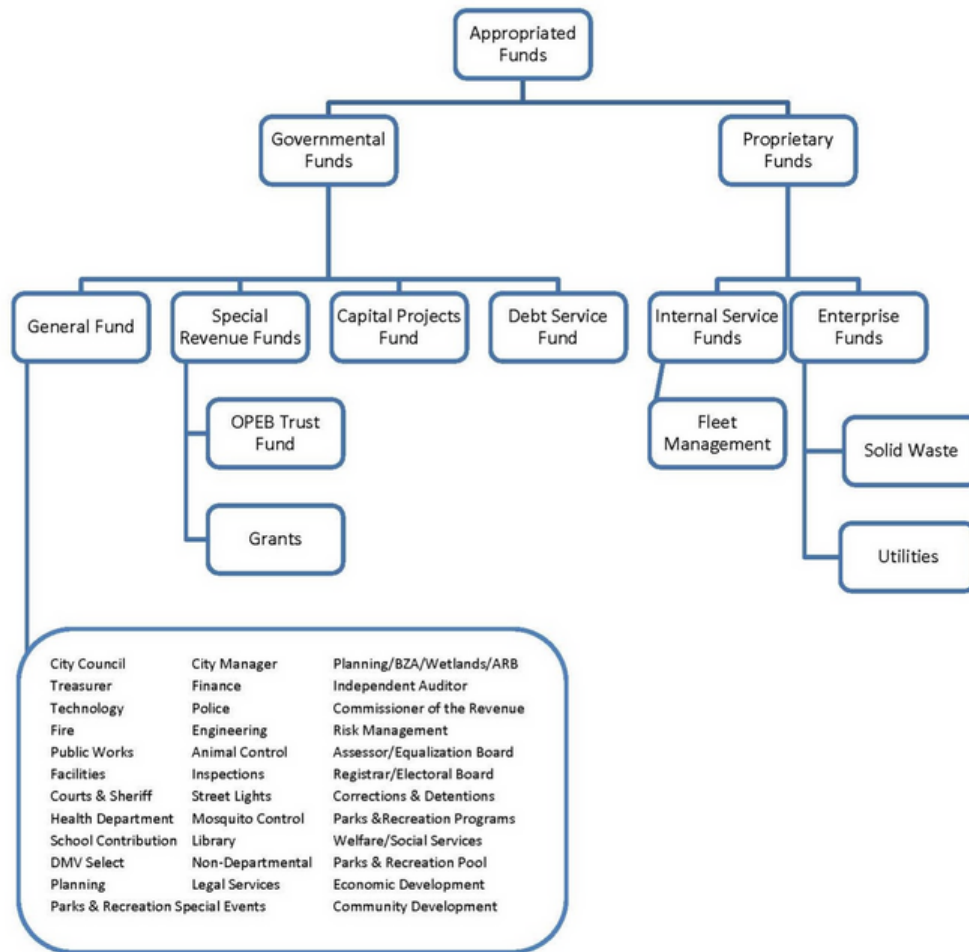 Appropriated
Funds
Governmental
Funds
Proprietary
Funds
General Fund
Special
Revenue Funds
Capital Projects
Fund
Debt Service
Fund
Internal Service
Funds
Enterprise
Funds
OPEB Trust
Fund
Fleet
Management
Solid Waste
Grants
Utilities
City Council City Manager Planning/BZA/Wetlands/ARB
Treasurer Finance Independent Auditor
Technology Police Commissioner of the Revenue
Fire Engineering Risk Management
Public Works Animal Control Assessor/Equalization Board
Facilities Inspections Registrar/Electoral Board
Courts & Sheriff Street Lights Corrections & Detentions
Health Department Mosquito Control Parks &Recreation Programs
School Contribution Library Welfare/Social Services
DMV Select Non-Departmental Parks & Recreation Pool
Planning Legal Services Economic Development
Parks & Recreation Special Events Community Development